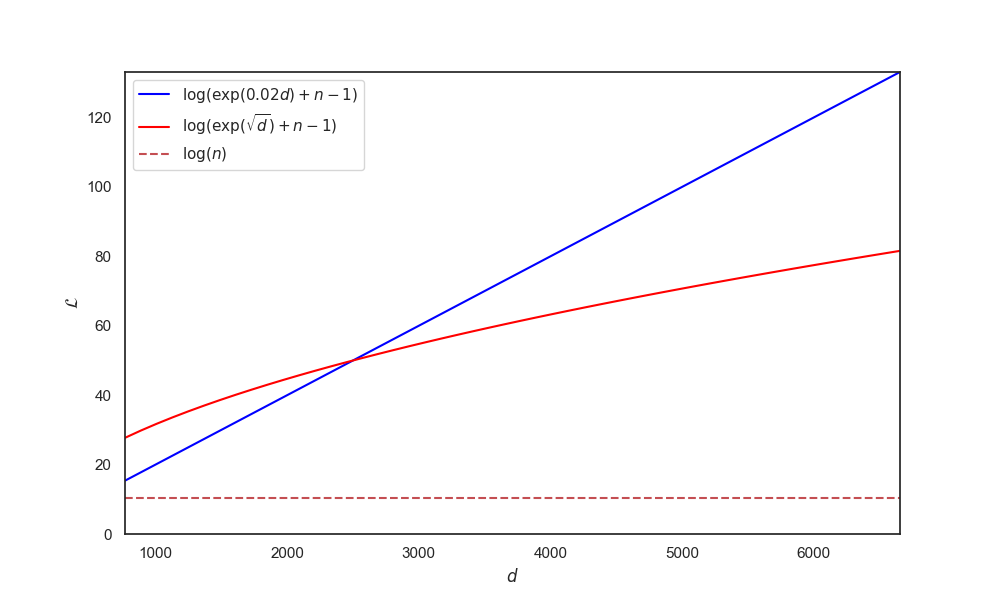 log(exp(0.02d) + n − 1)
log(exp(√d) + n − 1)
log(n)
120
100
80
60
40
20
0
ℒ
1000 2000 3000 4000 5000 6000
d